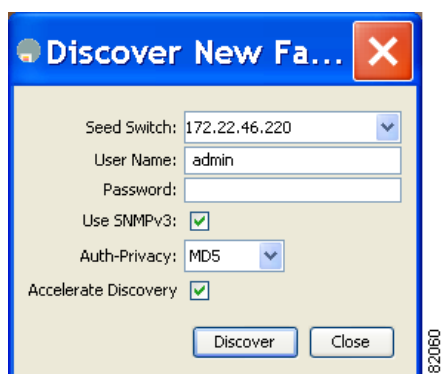 Discover New Fa...
Seed Switch: 172.22.46.220
User Name: admin
Password:
Use SNMPv3:
Auth-Privacy: MD5
Accelerate Discovery
Discover Close
82060